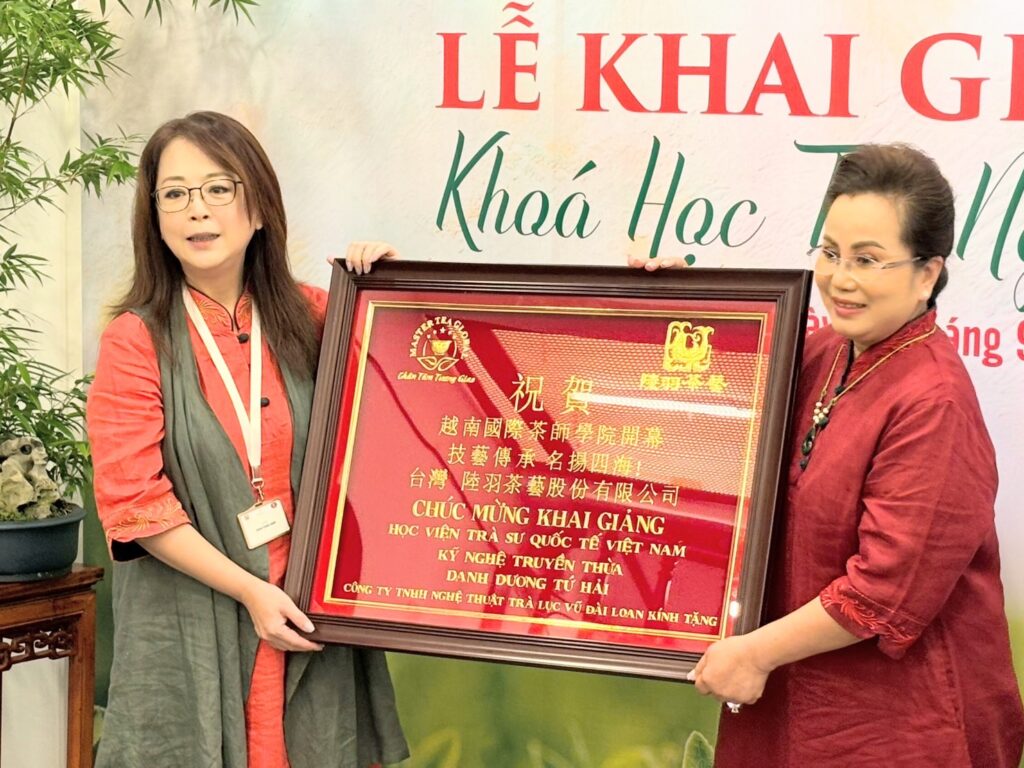 LỄ KHAI GI
Khoá Học T
MASTER TEA GLOBAL
Chân Tâm Tương Giao
陸羽茶藝
祝賀
越南國際茶師學院開幕
技藝傳承 名揚四海!
台灣 陸羽茶藝股份有限公司
CHÚC MỪNG KHAI GIẢNG
HỌC VIỆN TRÀ SƯ QUỐC TẾ VIỆT NAM
KỸ NGHỆ TRUYỀN THỪA
DANH DƯƠNG TỨ HẢI
CÔNG TY TNHH NGHỆ THUẬT TRÀ LỤC VŨ ĐÀI LOAN KÍNH TẶNG